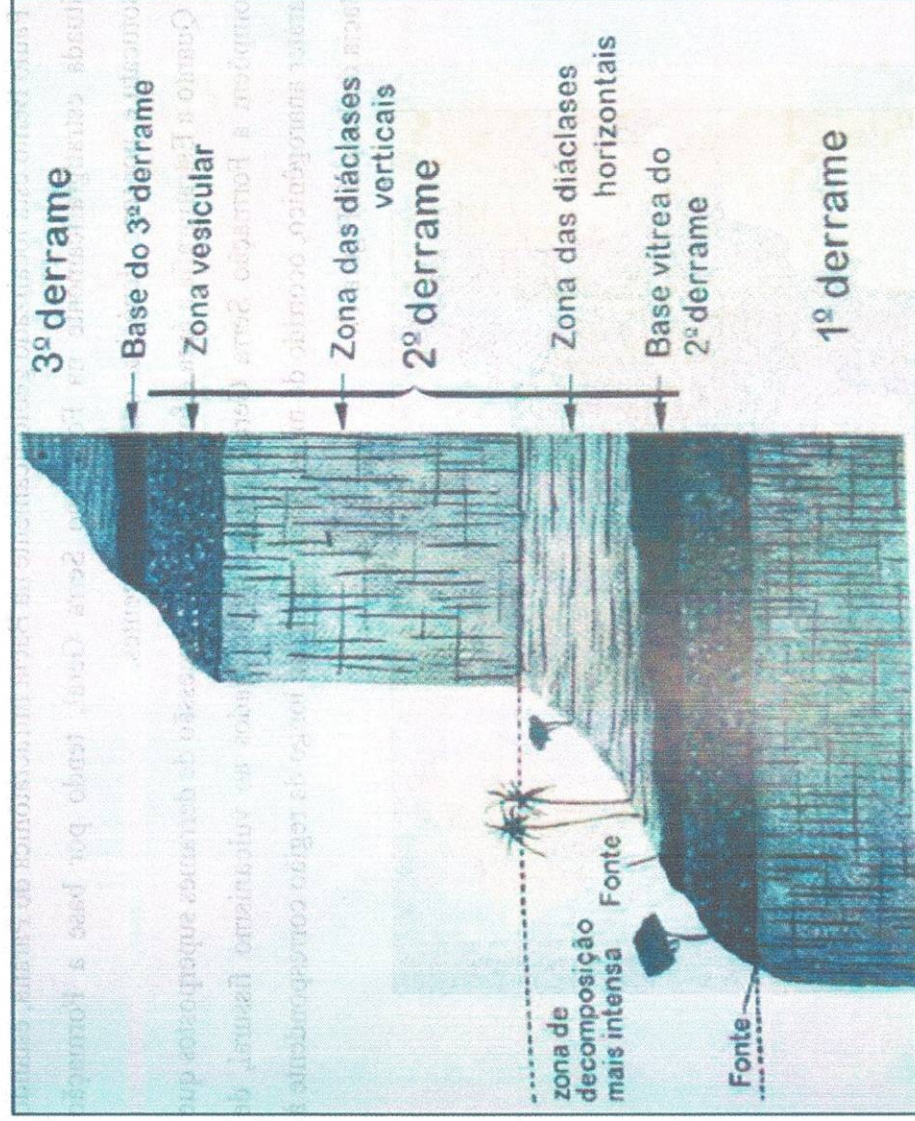 3º derrame
Base do 3º derrame
Zona vesicular
Zona das diáclases
verticais
2º derrame
Zona das diáclases
horizontais
Base vítrea do
2º derrame
1º derrame
zona de
decomposição
mais intensa
Fonte
Fonte